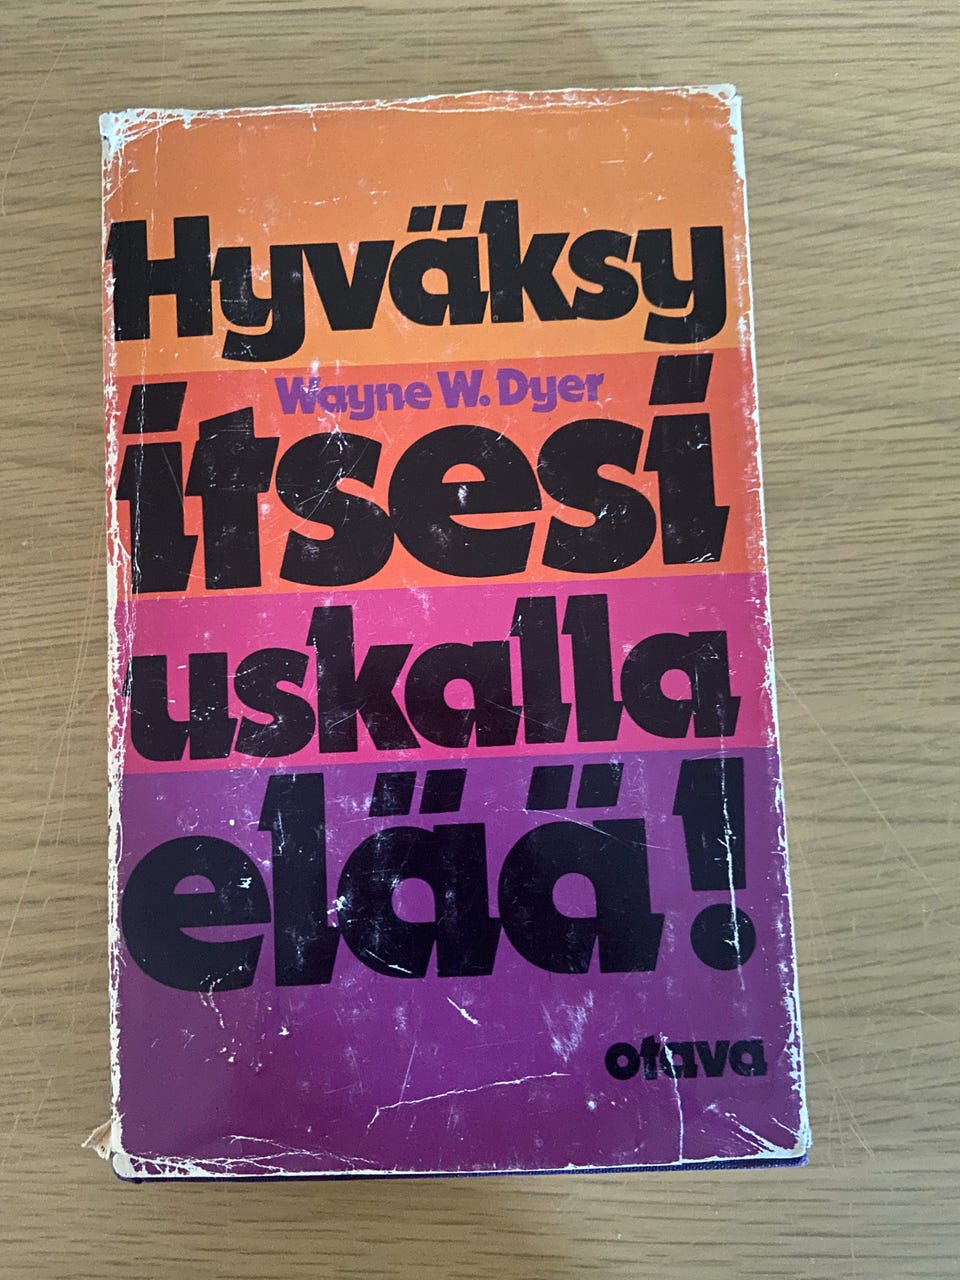 Hyväksy
Wayne W. Dyer
itsesi
uskalla
elää!
otava